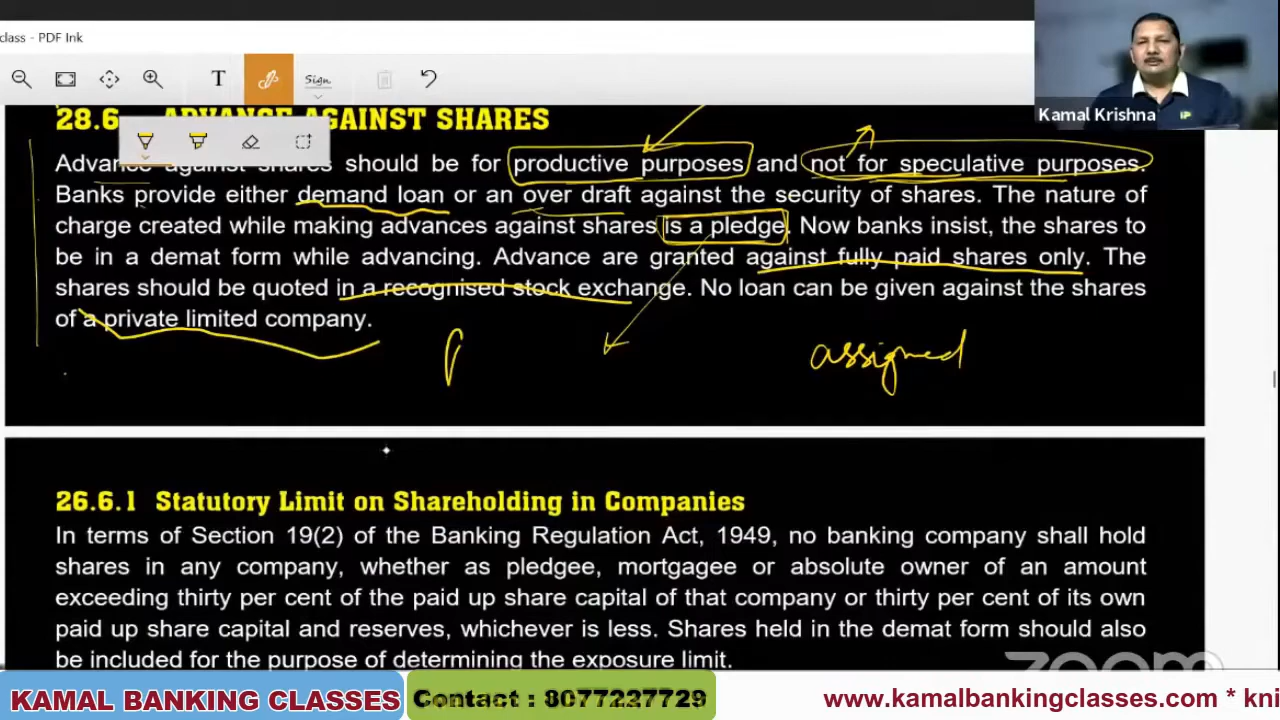 class - PDF Ink
T
Sign
Kamal Krishna
28.6 ADVANCE AGAINST SHARES
Advance against shares should be for productive purposes and not for speculative purposes.
Banks provide either demand loan or an over draft against the security of shares. The nature of
charge created while making advances against shares is a pledge. Now banks insist, the shares to
be in a demat form while advancing. Advance are granted against fully paid shares only. The
shares should be quoted in a recognised stock exchange. No loan can be given against the shares
of a private limited company.
assigned
26.6.1 Statutory Limit on Shareholding in Companies
In terms of Section 19(2) of the Banking Regulation Act, 1949, no banking company shall hold
shares in any company, whether as pledgee, mortgagee or absolute owner of an amount
exceeding thirty per cent of the paid up share capital of that company or thirty per cent of its own
paid up share capital and reserves, whichever is less. Shares held in the demat form should also
be included for the purpose of determining the exposure limit.
zoom
KAMAL BANKING CLASSES Contact : 8077227729 www.kamalbankingclasses.com * kni